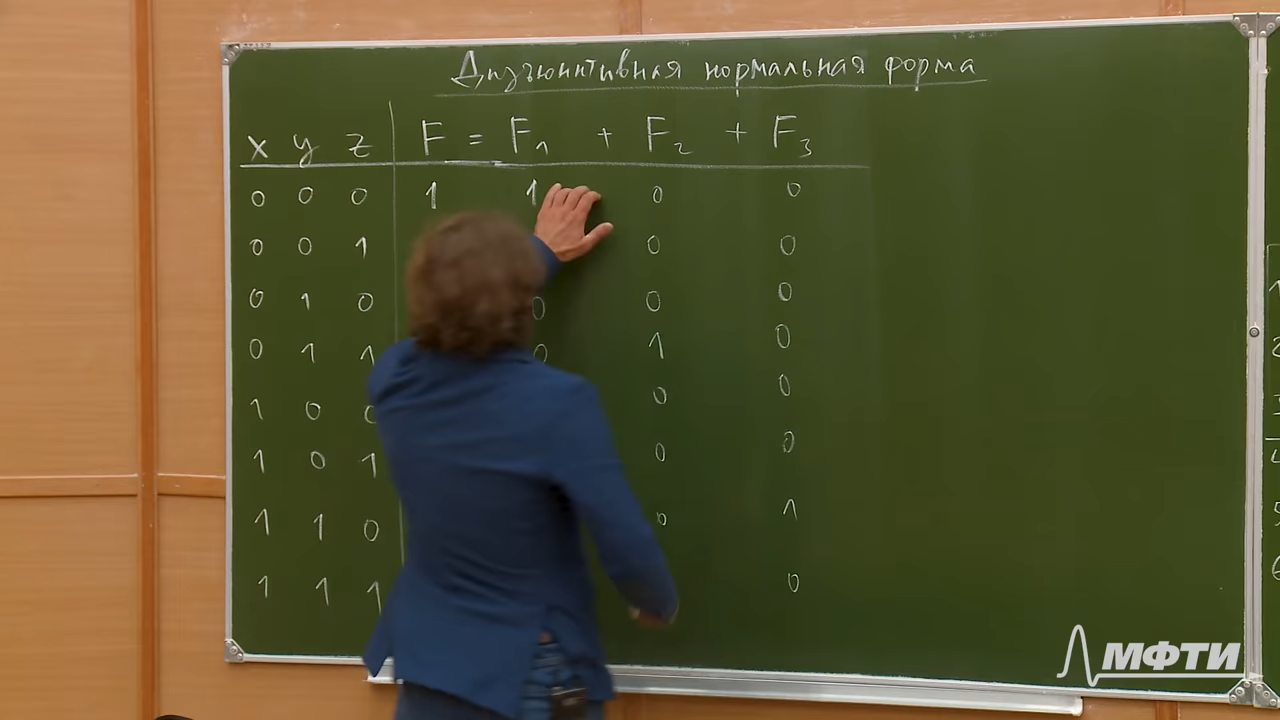 Дизъюнктивная нормальная форма
x y z F = F₁ + F₂ + F₃
0 0 0 1 1 0 0
0 0 1 0 0
0 1 0 0 0 0
0 1 1 0 1 0
1 0 0 0 0
1 0 1 0 0
1 1 0 0 1
1 1 1 0
МФТИ